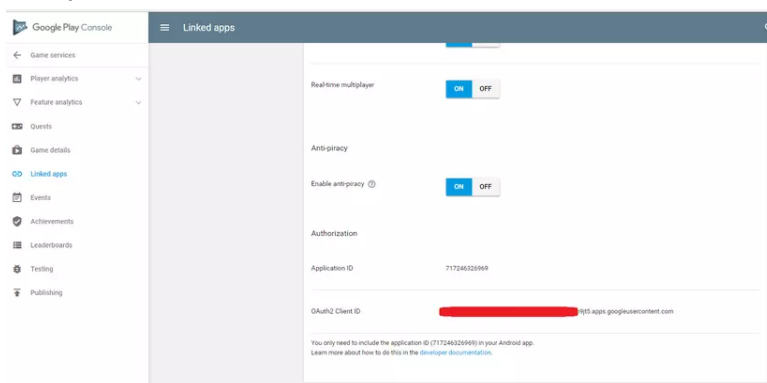 Google Play Console
Linked apps
Game services
Player analytics
Feature analytics
Quests
Game details
Linked apps
Events
Achievements
Leaderboards
Testing
Publishing
Real-time multiplayer
ON OFF
Anti-piracy
Enable anti-piracy ?
ON OFF
Authorization
Application ID
717246326969
OAuth2 Client ID
9jt5.apps.googleusercontent.com
You only need to include the application ID (717246326969) in your Android app.
Learn more about how to do this in the developer documentation.